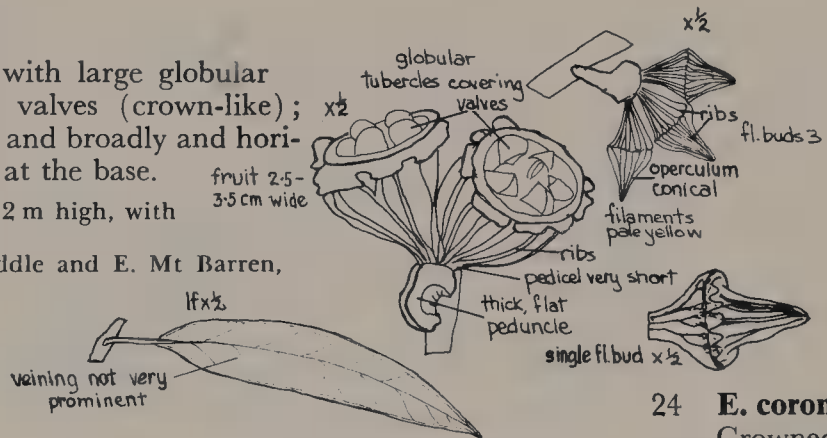 with large globular
valves (crown-like);
and broadly and hori-
at the base.
2 m high, with
ddle and E. Mt Barren,
x½
globular
tubercles covering
valves
x½
ribs
fl. buds 3
operculum
conical
filaments
pale yellow
fruit 2·5-
3·5cm wide
ribs
pedicel very short
thick, flat
peduncle
single fl. bud x½
lf x½
veining not very
prominent
24 E. coron
Crowned